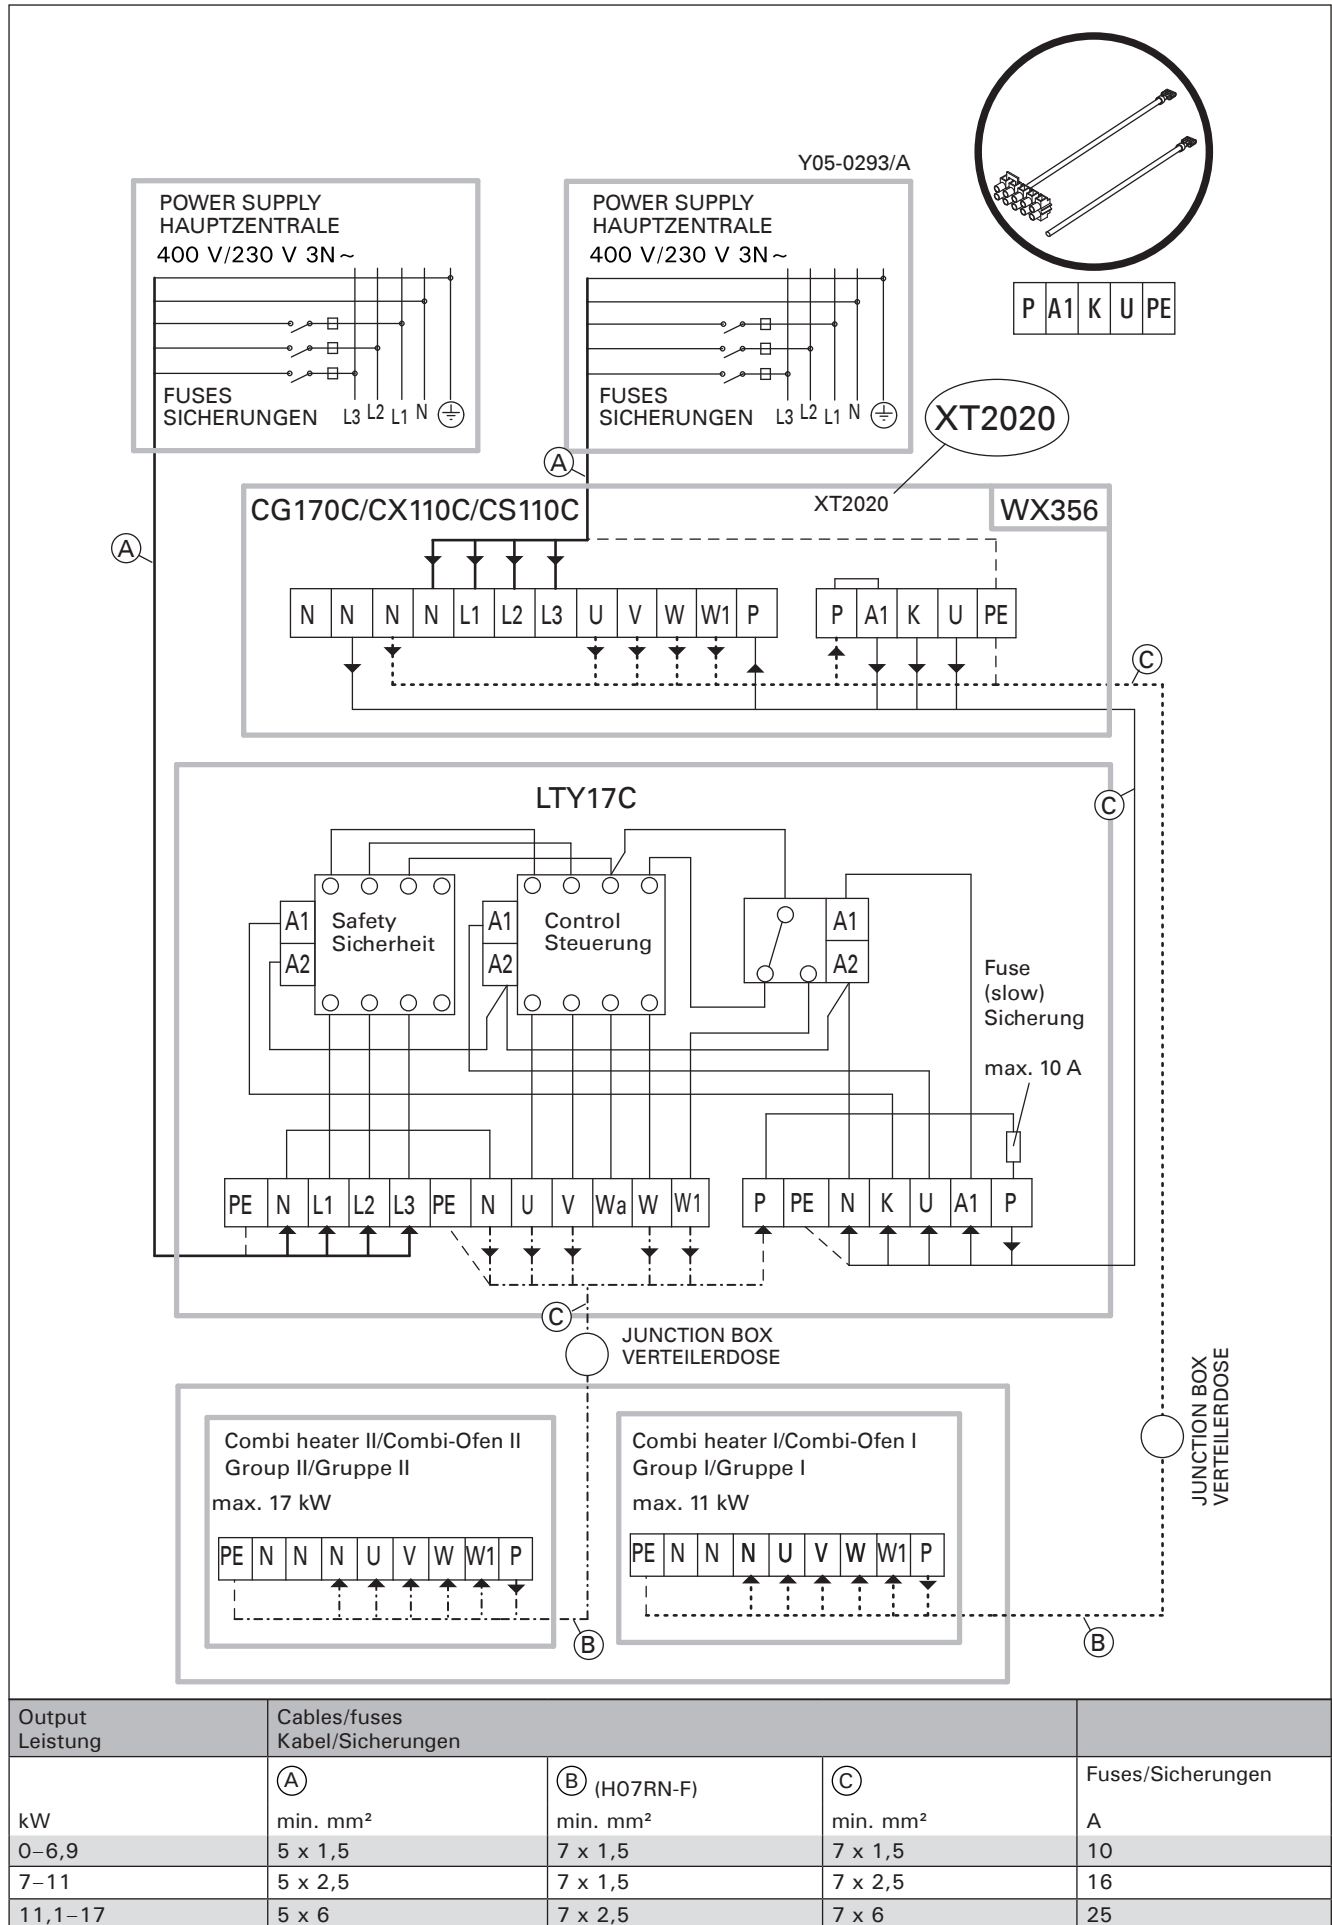 Y05-0293/A
POWER SUPPLY
HAUPTZENTRALE
400 V/230 V 3N~
FUSES
SICHERUNGEN
L3 L2 L1 N
POWER SUPPLY
HAUPTZENTRALE
400 V/230 V 3N~
FUSES
SICHERUNGEN
L3 L2 L1 N
P A1 K U PE
XT2020
A
A
CG170C/CX110C/CS110C
XT2020
WX356
N N N N L1 L2 L3 U V W W1 P
P A1 K U PE
C
LTY17C
C
A1
A2
Safety
Sicherheit
A1
A2
Control
Steuerung
A1
A2
Fuse
(slow)
Sicherung
max. 10 A
PE N L1 L2 L3 PE N U V Wa W W1
P PE N K U A1 P
C
JUNCTION BOX
VERTEILERDOSE
JUNCTION BOX
VERTEILERDOSE
Combi heater II/Combi-Ofen II
Group II/Gruppe II
max. 17 kW
PE N N N U V W W1 P
B
Combi heater I/Combi-Ofen I
Group I/Gruppe I
max. 11 kW
PE N N N U V W W1 P
B
Output
Leistung
Cables/fuses
Kabel/Sicherungen
A B (H07RN-F) C Fuses/Sicherungen
kW min. mm² min. mm² min. mm² A
0–6,9 5 x 1,5 7 x 1,5 7 x 1,5 10
7–11 5 x 2,5 7 x 1,5 7 x 2,5 16
11,1–17 5 x 6 7 x 2,5 7 x 6 25